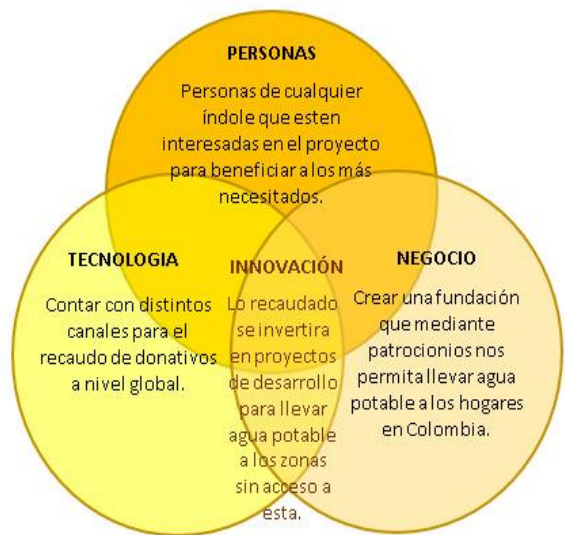 PERSONAS
Personas de cualquier
índole que esten
interesadas en el proyecto
para beneficiar a los más
necesitados.
TECNOLOGIA
Contar con distintos
canales para el
recaudo de donativos
a nivel global.
INNOVACIÓN
Lo recaudado
se invertira
en proyectos
de desarrollo
para llevar
agua potable
a los zonas
sin acceso a
esta.
NEGOCIO
Crear una fundación
que mediante
patrocionios nos
permita llevar agua
potable a los hogares
en Colombia.